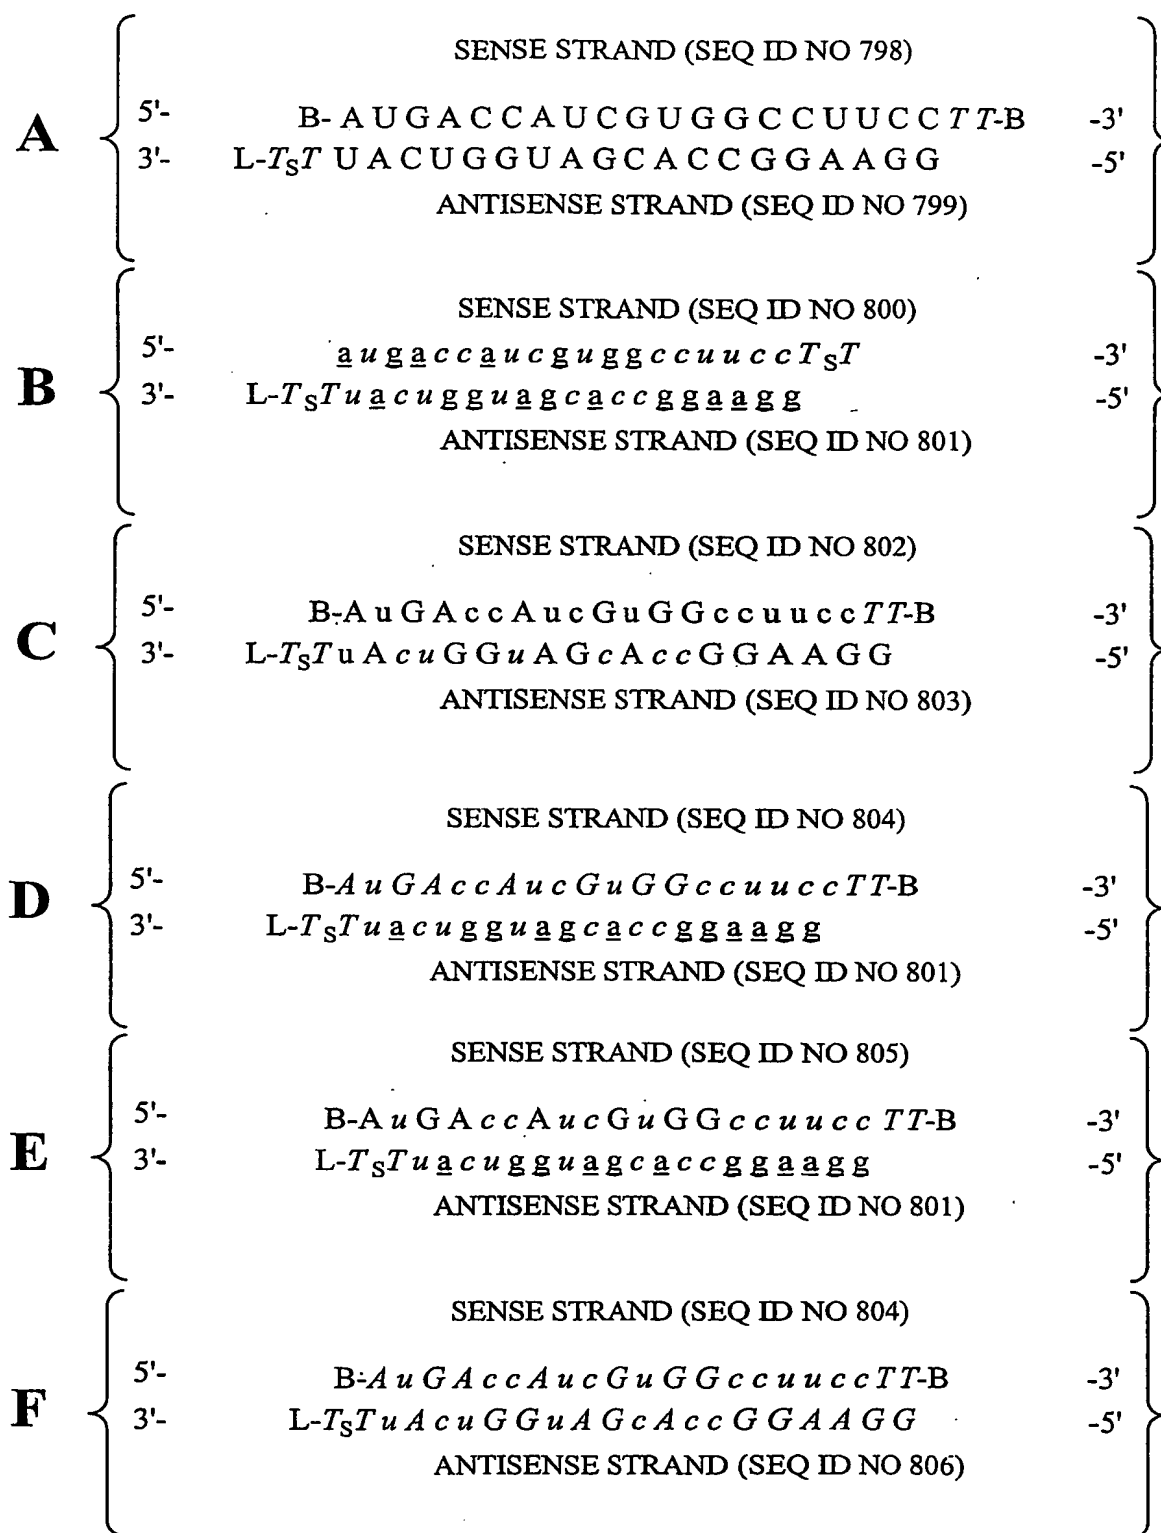 SENSE STRAND (SEQ ID NO 798)
5'- B- A U G A C C A U C G U G G C C U U C C T T-B -3'
A
3'- L-TST U A C U G G U A G C A C C G G A A G G -5'
ANTISENSE STRAND (SEQ ID NO 799)
SENSE STRAND (SEQ ID NO 800)
5'- a u g a c c a u c g u g g c c u u c c TST -3'
B
3'- L-TST u a c u g g u a g c a c c g g a a g g -5'
ANTISENSE STRAND (SEQ ID NO 801)
SENSE STRAND (SEQ ID NO 802)
5'- B-A u G A c c A u c G u G G c c u u c c TT-B -3'
C
3'- L-TST u A c u G G u A G c A c c G G A A G G -5'
ANTISENSE STRAND (SEQ ID NO 803)
SENSE STRAND (SEQ ID NO 804)
5'- B-A u G A c c A u c G u G G c c u u c c TT-B -3'
D
3'- L-TST u a c u g g u a g c a c c g g a a g g -5'
ANTISENSE STRAND (SEQ ID NO 801)
SENSE STRAND (SEQ ID NO 805)
5'- B-A u G A c c A u c G u G G c c u u c c TT-B -3'
E
3'- L-TST u a c u g g u a g c a c c g g a a g g -5'
ANTISENSE STRAND (SEQ ID NO 801)
SENSE STRAND (SEQ ID NO 804)
5'- B-A u G A c c A u c G u G G c c u u c c TT-B -3'
F
3'- L-TST u A c u G G u A G c A c c G G A A G G -5'
ANTISENSE STRAND (SEQ ID NO 806)